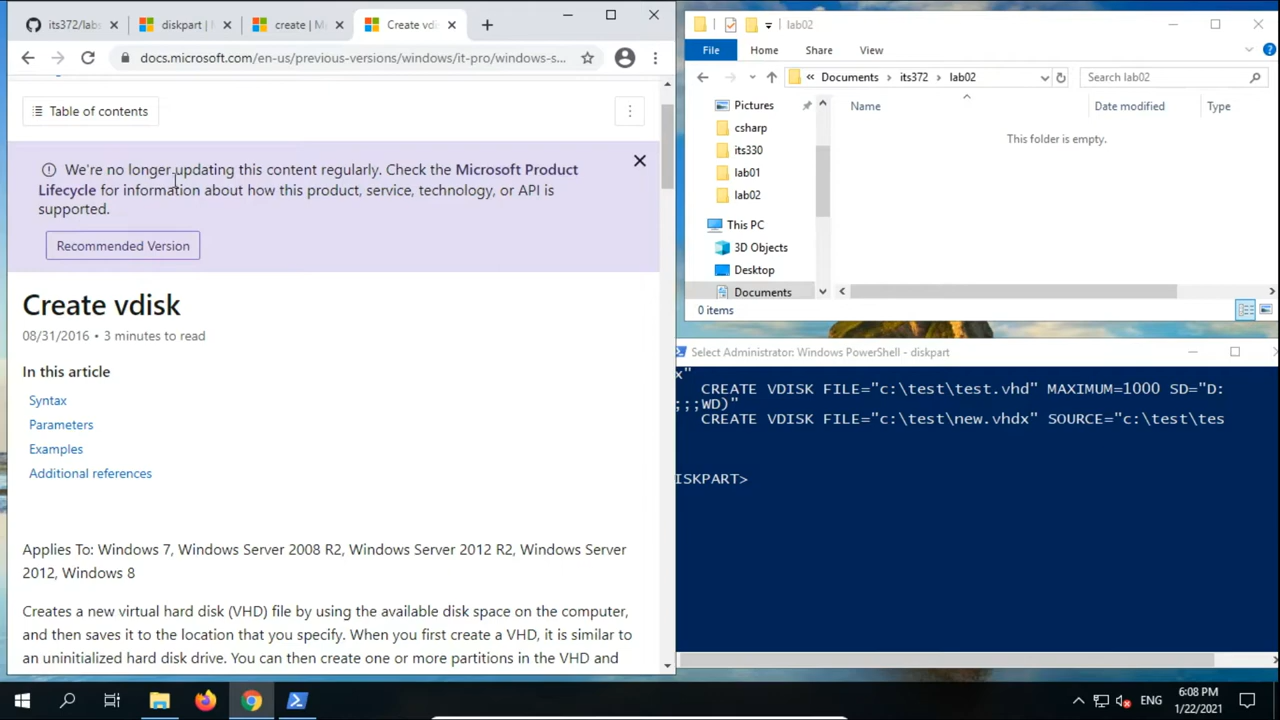 its372/labs
diskpart |
create | M
Create vdi
docs.microsoft.com/en-us/previous-versions/windows/it-pro/windows-s...
Table of contents
We're no longer updating this content regularly. Check the Microsoft Product
Lifecycle for information about how this product, service, technology, or API is
supported.
Recommended Version
Create vdisk
08/31/2016 • 3 minutes to read
In this article
Syntax
Parameters
Examples
Additional references
Applies To: Windows 7, Windows Server 2008 R2, Windows Server 2012 R2, Windows Server
2012, Windows 8
Creates a new virtual hard disk (VHD) file by using the available disk space on the computer,
and then saves it to the location that you specify. When you first create a VHD, it is similar to
an uninitialized hard disk drive. You can then create one or more partitions in the VHD and
lab02
File Home Share View
« Documents > its372 > lab02
Search lab02
Name Date modified Type
This folder is empty.
Pictures
csharp
its330
lab01
lab02
This PC
3D Objects
Desktop
Documents
0 items
Select Administrator: Windows PowerShell - diskpart
x"
CREATE VDISK FILE="c:\test\test.vhd" MAXIMUM=1000 SD="D:
;;;WD)"
CREATE VDISK FILE="c:\test\new.vhdx" SOURCE="c:\test\tes
ISKPART>
ENG
6:08 PM
1/22/2021